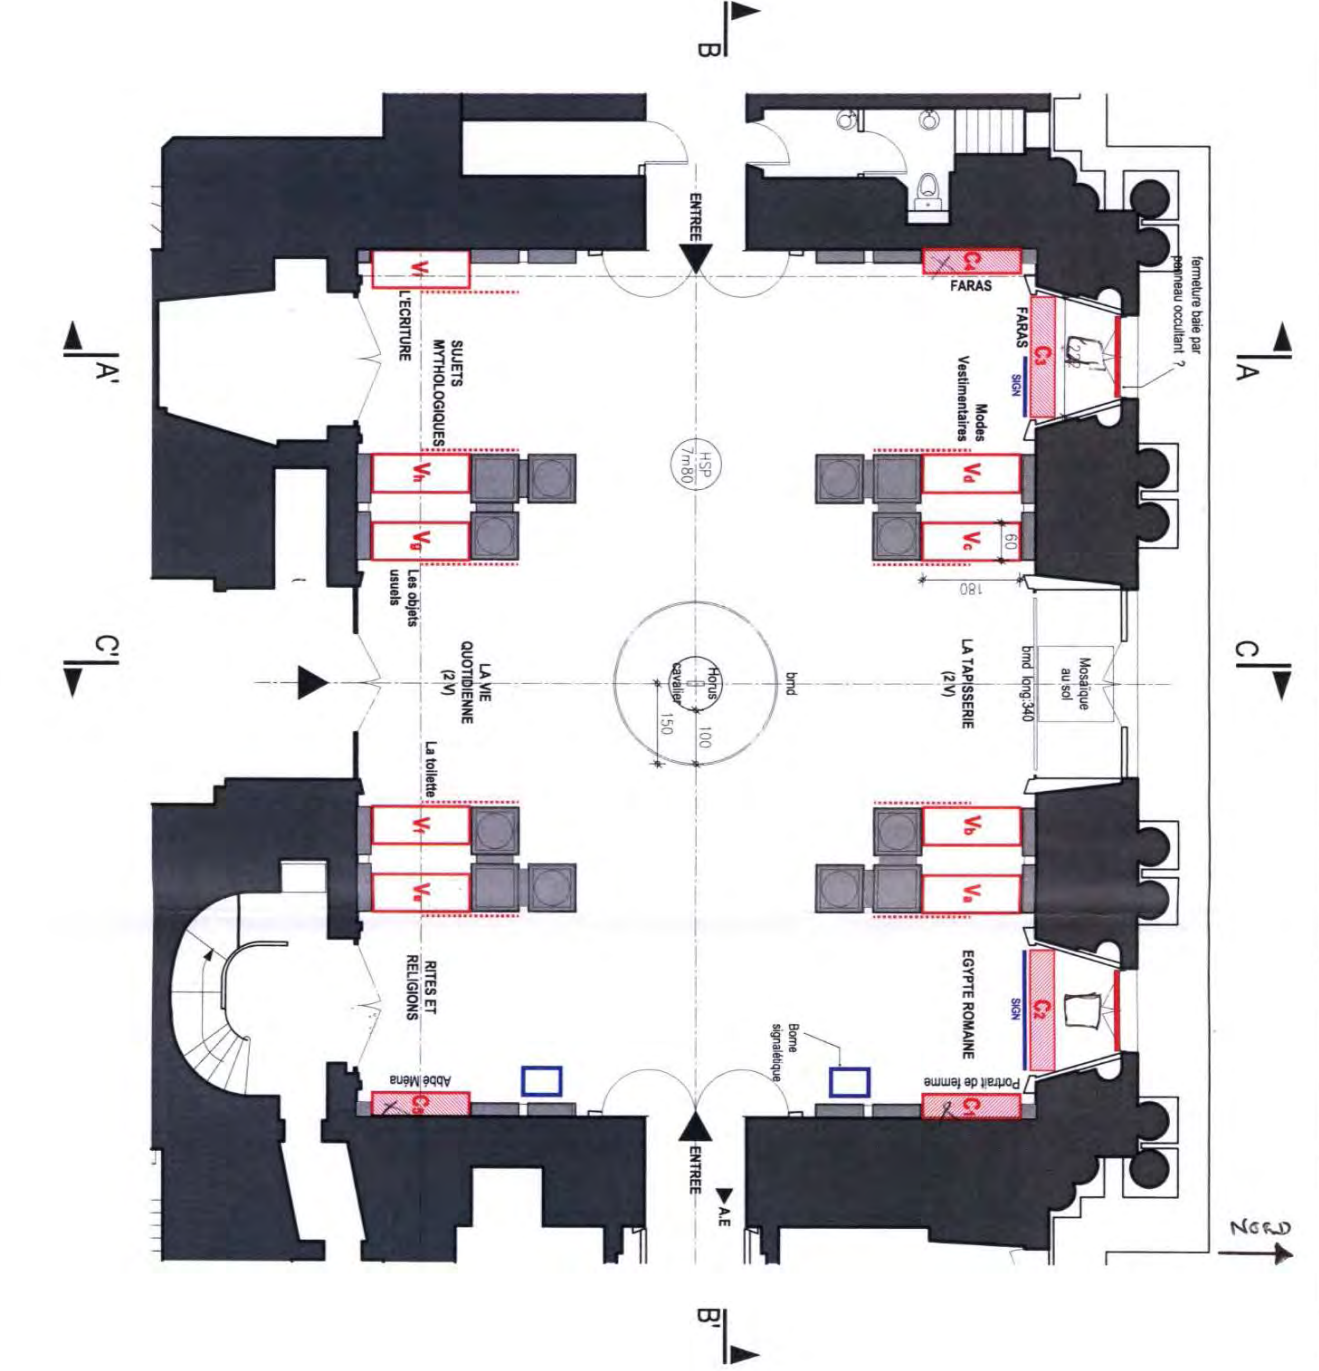 B
ENTREE
fermeture baie par
panneau occultant ?
C4
FARAS
FARAS
C3
SIGN
Vi
L'ECRITURE
SUJETS
MYTHOLOGIQUES
Modes
Vestimentaires
A'
A
HSP
7m80
Vh
Vd
Vg
Vc
60
180
Les objets
usuels
LA VIE
QUOTIDIENNE
(2 V)
Horus
cavalier
bmd
150
100
LA TAPISSERIE
(2 V)
bmd long:340
Mosaïque
au sol
C'
C
La toilette
Vf
Vb
Ve
Va
RITES ET
RELIGIONS
EGYPTE ROMAINE
C2
SIGN
Borne
signalétique
Abbé Ména
Portrait de femme
C5
C1
ENTREE
A.E
NORD
B'